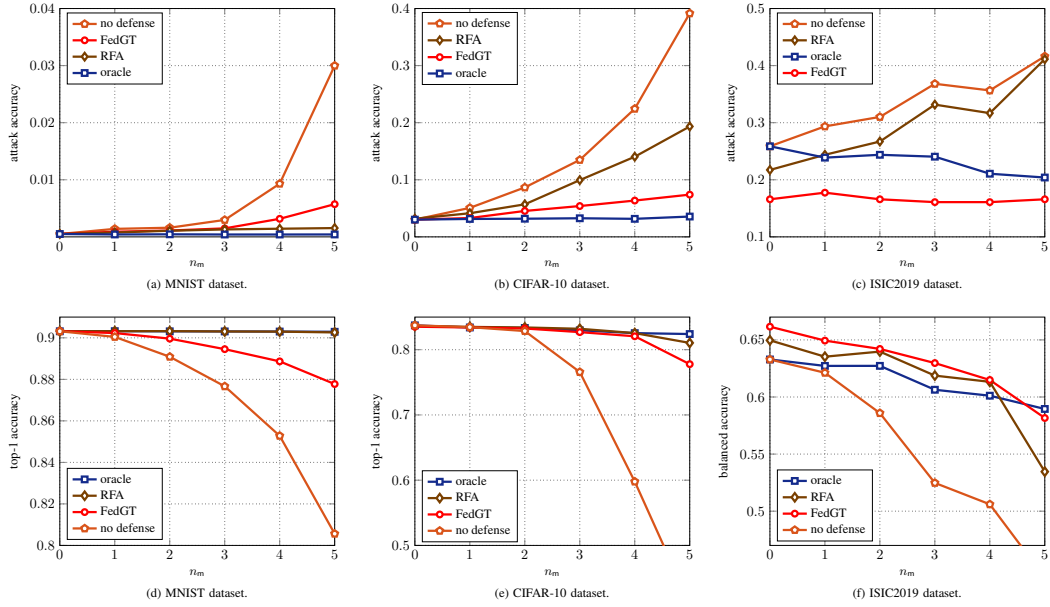 0.04
0.03
0.02
0.01
0 1 2 3 4 5
attack accuracy
n_m
no defense
FedGT
RFA
oracle
(a) MNIST dataset.
0.4
0.3
0.2
0.1
0
0 1 2 3 4 5
attack accuracy
n_m
no defense
RFA
FedGT
oracle
(b) CIFAR-10 dataset.
0.5
0.4
0.3
0.2
0.1
0 1 2 3 4 5
attack accuracy
n_m
no defense
RFA
oracle
FedGT
(c) ISIC2019 dataset.
0.9
0.88
0.86
0.84
0.82
0.8
0 1 2 3 4 5
top-1 accuracy
n_m
oracle
RFA
FedGT
no defense
(d) MNIST dataset.
0.8
0.7
0.6
0.5
0 1 2 3 4 5
top-1 accuracy
n_m
oracle
RFA
FedGT
no defense
(e) CIFAR-10 dataset.
0.65
0.6
0.55
0.5
0 1 2 3 4 5
balanced accuracy
n_m
oracle
RFA
FedGT
no defense
(f) ISIC2019 dataset.